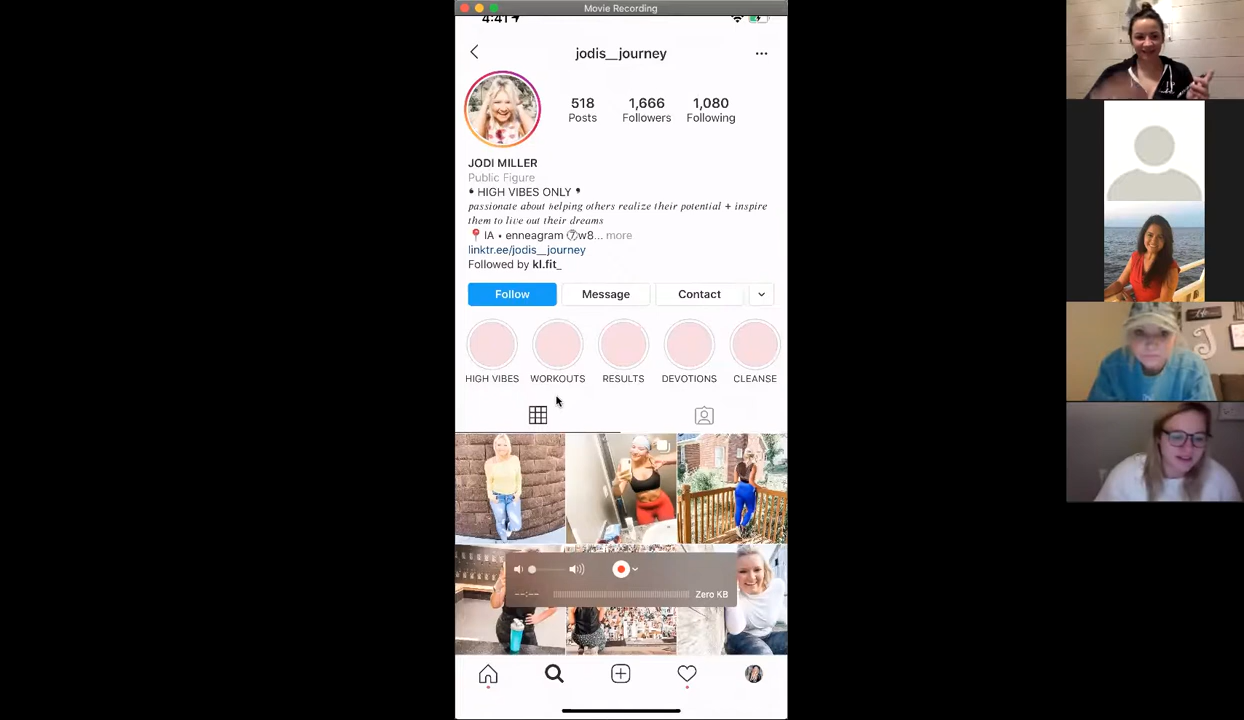 Movie Recording
4:41
jodis__journey
518 1,666 1,080
Posts Followers Following
JODI MILLER
Public Figure
❛ HIGH VIBES ONLY ❜
passionate about helping others realize their potential + inspire
them to live out their dreams
📍 IA • enneagram ⑦w8... more
linktr.ee/jodis__journey
Followed by kl.fit_
Follow Message Contact
HIGH VIBES WORKOUTS RESULTS DEVOTIONS CLEANSE
--:-- Zero KB
J